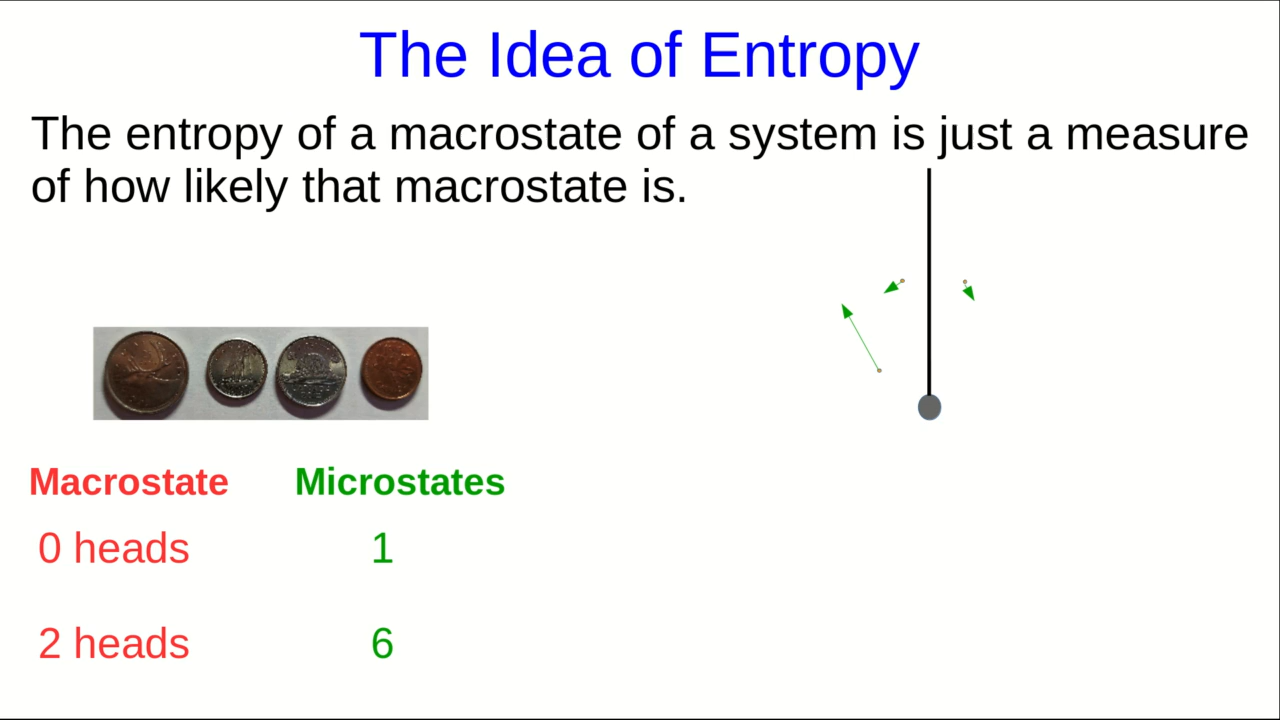 The Idea of Entropy
The entropy of a macrostate of a system is just a measure
of how likely that macrostate is.
Macrostate Microstates
0 heads 1
2 heads 6